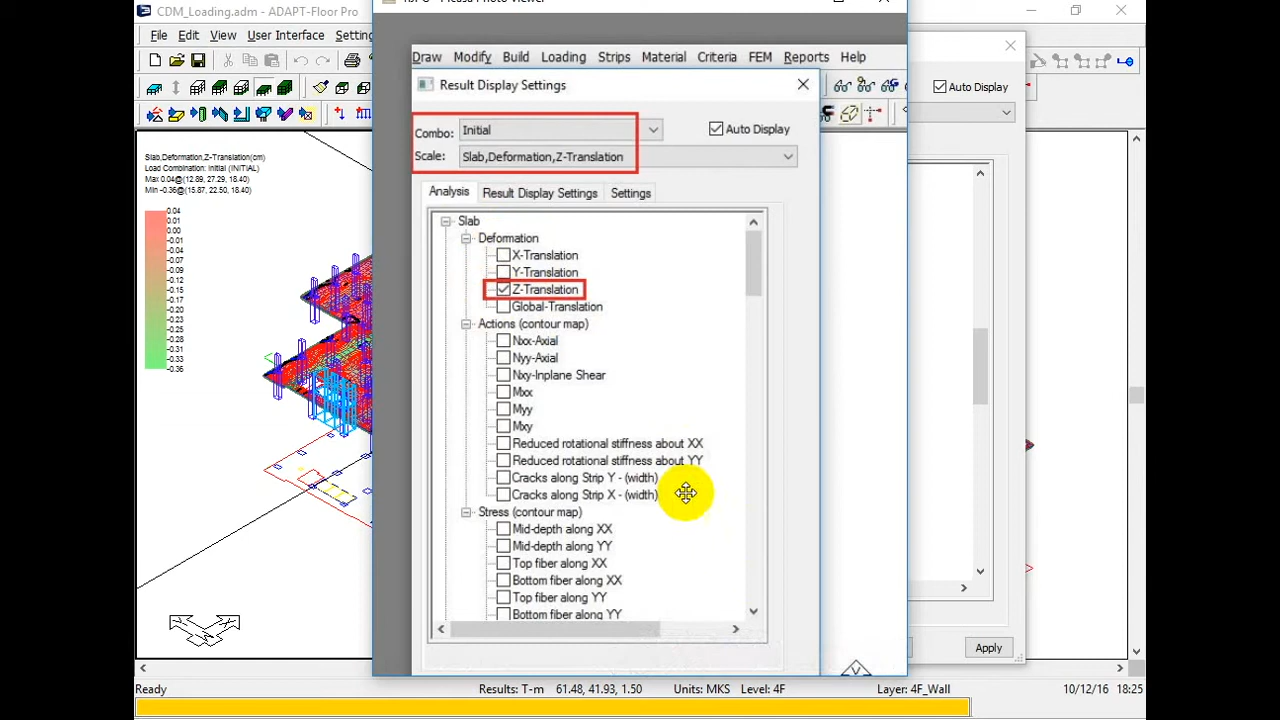 CDM_Loading.adm - ADAPT-Floor Pro
File Edit View User Interface
Draw Modify Build Loading Strips Material Criteria FEM Reports Help
Result Display Settings
Auto Display
Combo: Initial
Auto Display
Scale: Slab,Deformation,Z-Translation
Analysis Result Display Settings Settings
Slab,Deformation,Z-Translation(cm)
Load Combination: Initial (INITIAL)
Max 0.04@(12.89, 27.29, 18.40)
Min -0.36@(15.87, 22.50, 18.40)
0.04
0.01
0.00
-0.01
-0.04
-0.07
-0.09
-0.12
-0.15
-0.17
-0.20
-0.23
-0.25
-0.28
-0.31
-0.33
-0.36
Slab
Deformation
X-Translation
Y-Translation
Z-Translation
Global-Translation
Actions (contour map)
Nxx-Axial
Nyy-Axial
Nxy-Inplane Shear
Mxx
Myy
Mxy
Reduced rotational stiffness about XX
Reduced rotational stiffness about YY
Cracks along Strip Y - (width)
Cracks along Strip X - (width)
Stress (contour map)
Mid-depth along XX
Mid-depth along YY
Top fiber along XX
Bottom fiber along XX
Top fiber along YY
Bottom fiber along YY
Apply
Ready Results: T-m 61.48, 41.93, 1.50 Units: MKS Level: 4F Layer: 4F_Wall 10/12/16 18:25